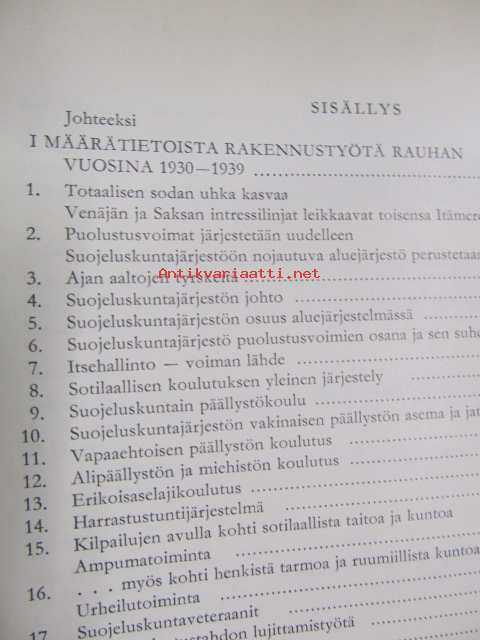 SISÄLLYS
Johteeksi
I MÄÄRÄTIETOISTA RAKENNUSTYÖTÄ RAUHAN
VUOSINA 1930—1939
1. Totaalisen sodan uhka kasvaa
Venäjän ja Saksan intressilinjat leikkaavat toisensa
2. Puolustusvoimat järjestetään uudelleen
Suojeluskuntajärjestöön nojautuva aluejärjestö
3. Ajan aaltojen tyrskeitä
Antikvariaatti.net
4. Suojeluskuntajärjestön johto
5. Suojeluskuntajärjestön osuus aluejärjestelmässä
6. Suojeluskuntajärjestö puolustusvoimien osana ja sen
7. Itsehallinto — voiman lähde
8. Sotilaallisen koulutuksen yleinen järjestely
9. Suojeluskuntain päällystökoulu
10. Suojeluskuntajärjestön vakinaisen päällystön asema ja
11. Vapaaehtoisen päällystön koulutus
12. Alipäällystön ja miehistön koulutus
13. Erikoisaselajikoulutus
14. Harrastustuntijärjestelmä
15. Kilpailujen avulla kohti sotilaallista taitoa ja kuntoa
Ampumatoiminta
16. . . . myös kohti henkistä tarmoa ja ruumiillista kuntoa
Urheilutoiminta
17. Suojeluskuntaveteraanit
lujittamistyötä